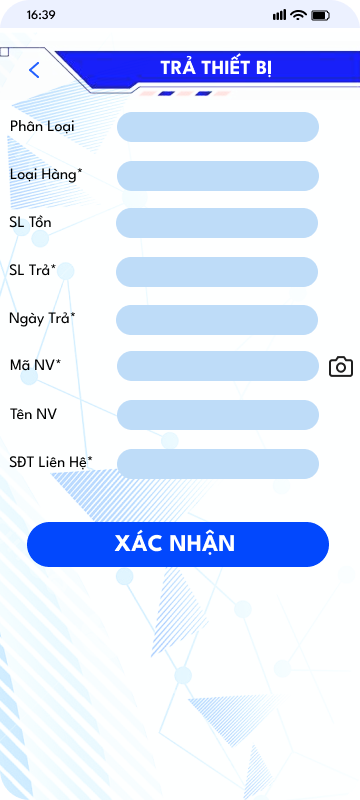 16:39
TRẢ THIẾT BỊ
Phân Loại
Loại Hàng*
SL Tồn
SL Trả*
Ngày Trả*
Mã NV*
Tên NV
SĐT Liên Hệ*
XÁC NHẬN